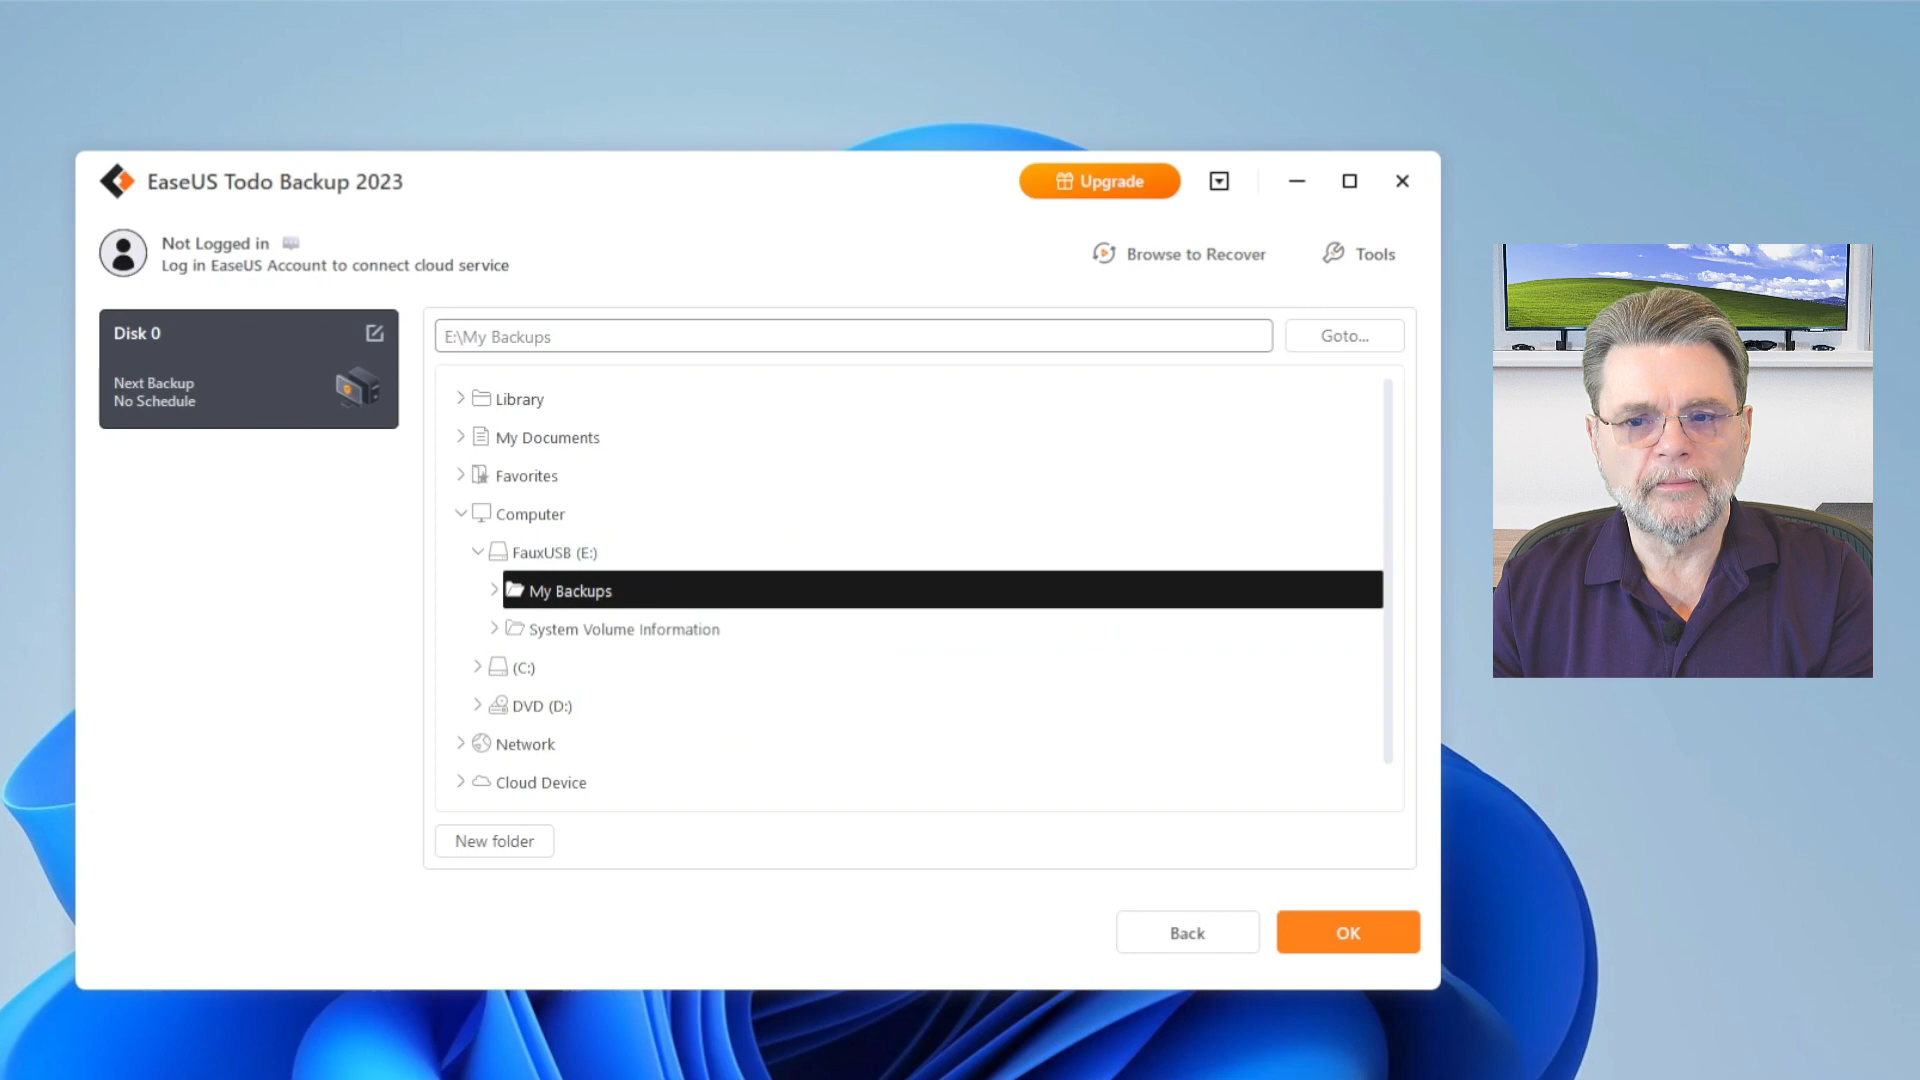 EaseUS Todo Backup 2023
Upgrade
Not Logged in
Log in EaseUS Account to connect cloud service
Browse to Recover
Tools
Disk 0
Next Backup
No Schedule
E:\My Backups
Goto...
Library
My Documents
Favorites
Computer
FauxUSB (E:)
My Backups
System Volume Information
(C:)
DVD (D:)
Network
Cloud Device
New folder
Back
OK